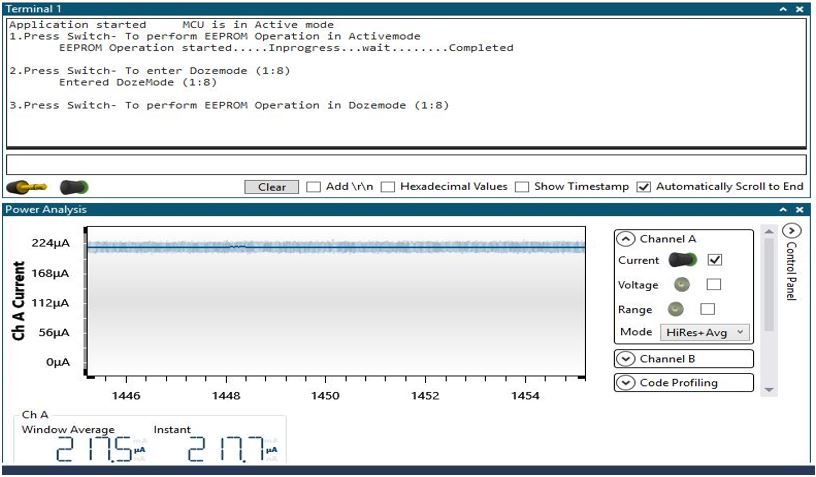 Terminal 1
Application started     MCU is in Active mode
1.Press Switch- To perform EEPROM Operation in Activemode
EEPROM Operation started.....Inprogress...wait........Completed
2.Press Switch- To enter Dozemode (1:8)
Entered DozeMode (1:8)
3.Press Switch- To perform EEPROM Operation in Dozemode (1:8)
Clear Add \r\n Hexadecimal Values Show Timestamp Automatically Scroll to End
Power Analysis
Ch A Current
224µA
168µA
112µA
56µA
0µA
1446 1448 1450 1452 1454
Channel A
Current
Voltage
Range
Mode HiRes+Avg
Channel B
Code Profiling
Control Panel
Ch A
Window Average Instant
217.5 µA 217.7 µA